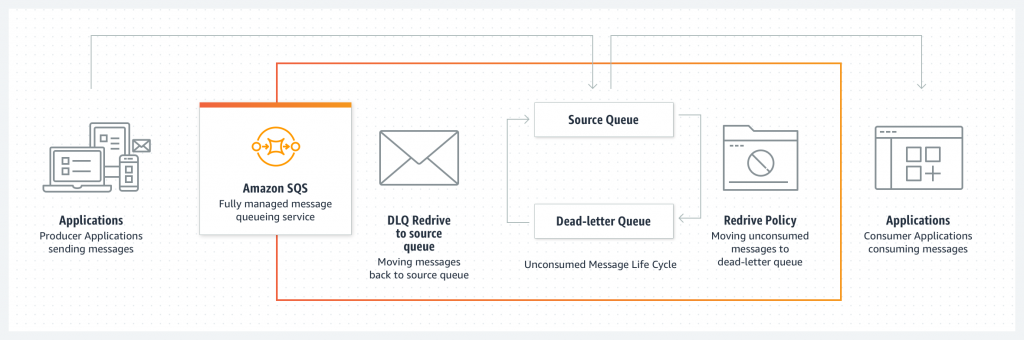 Applications
Producer Applications
sending messages
Amazon SQS
Fully managed message
queueing service
DLQ Redrive
to source
queue
Moving messages
back to source queue
Source Queue
Dead-letter Queue
Unconsumed Message Life Cycle
Redrive Policy
Moving unconsumed
messages to
dead-letter queue
Applications
Consumer Applications
consuming messages